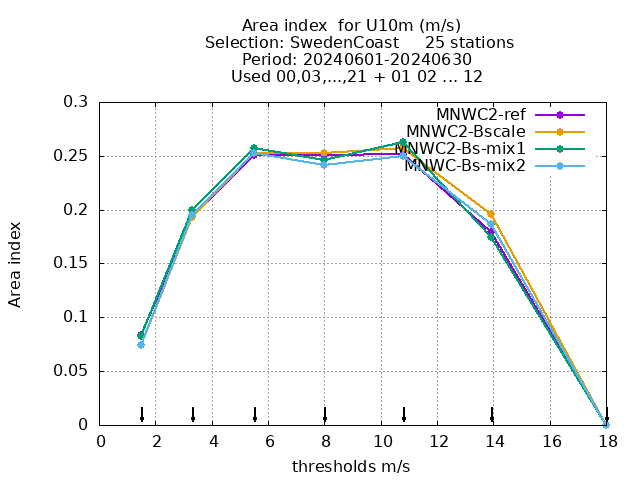 Area index  for U10m (m/s)
Selection: SwedenCoast     25 stations
Period: 20240601-20240630
Used 00,03,...,21 + 01 02 ... 12
MNWC2-ref
MNWC2-Bscale
MNWC2-Bs-mix1
MNWC-Bs-mix2
Area index
0.3
0.25
0.2
0.15
0.1
0.05
0
0 2 4 6 8 10 12 14 16 18
thresholds m/s